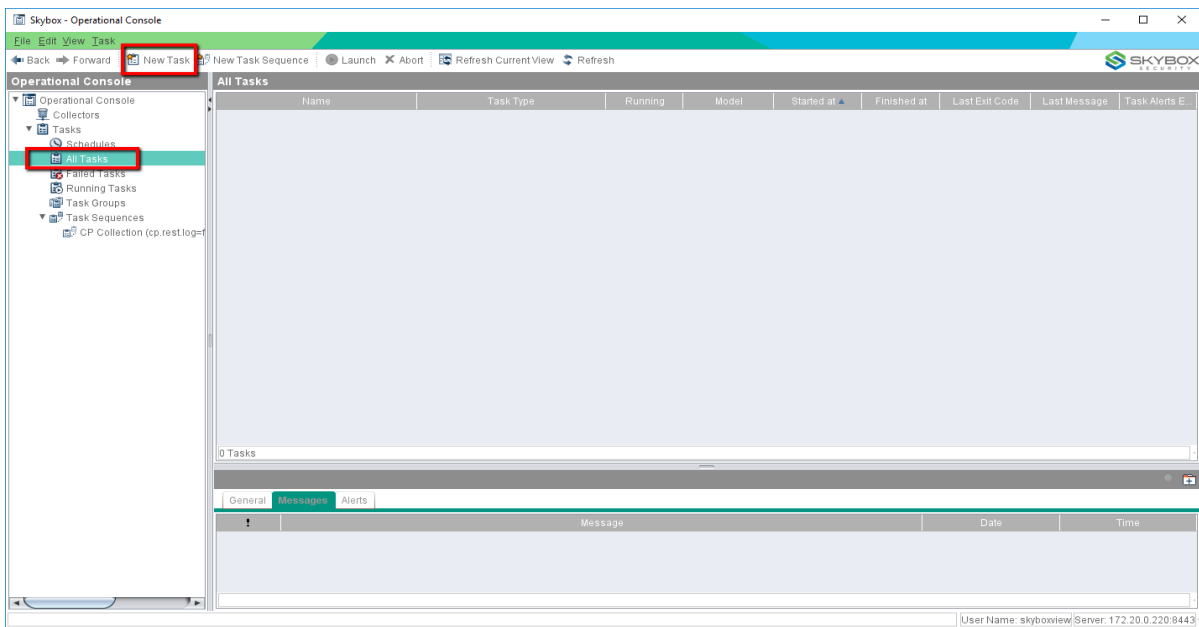 Skybox - Operational Console
File Edit View Task
Back Forward New Task New Task Sequence Launch Abort Refresh Current View Refresh
SKYBOX
SECURITY
Operational Console
All Tasks
Operational Console
Collectors
Tasks
Schedules
All Tasks
Failed Tasks
Running Tasks
Task Groups
Task Sequences
CP Collection (cp.rest.log=f
Name Task Type Running Model Started at Finished at Last Exit Code Last Message Task Alerts E...
0 Tasks
General Messages Alerts
! Message Date Time
User Name: skyboxview Server: 172.20.0.220:8443